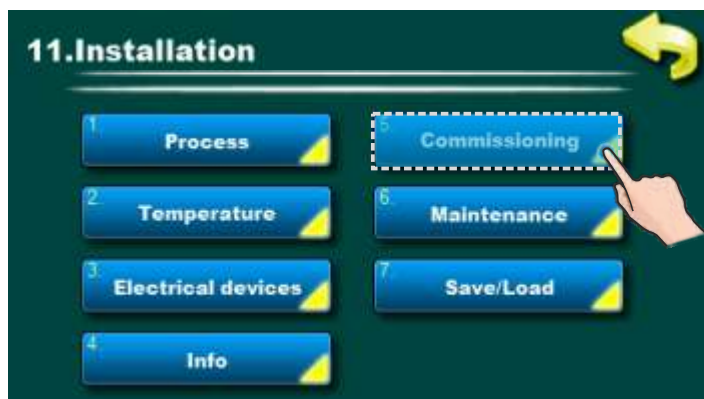 11.Installation
1.
Process
2.
Temperature
3.
Electrical devices
4.
Info
5.
Commissioning
6.
Maintenance
7.
Save/Load